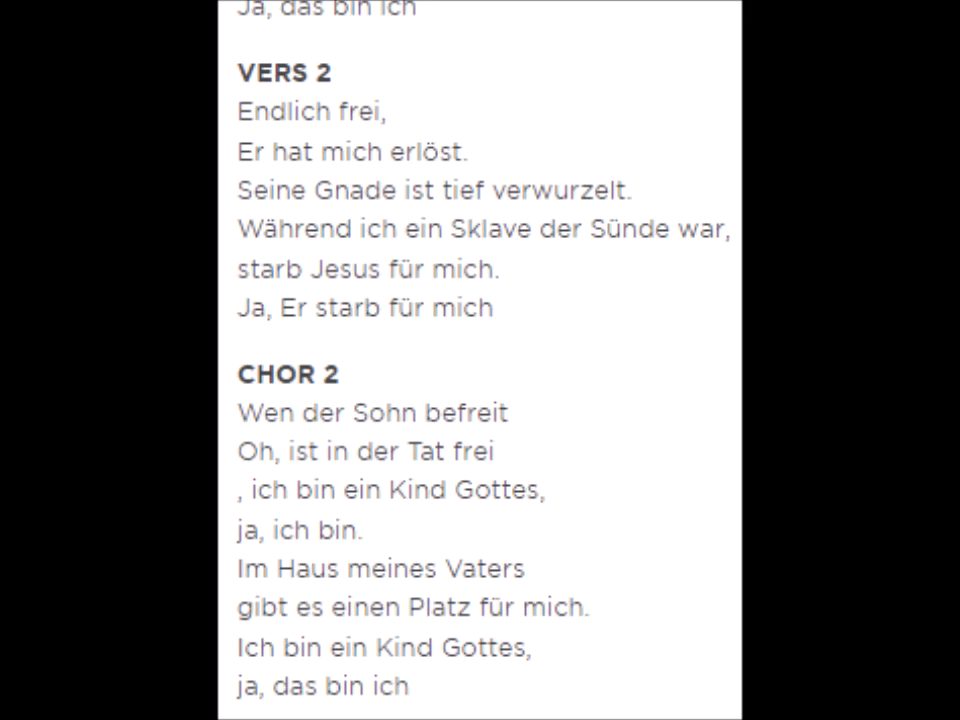 Ja, das bin ich
VERS 2
Endlich frei,
Er hat mich erlöst.
Seine Gnade ist tief verwurzelt.
Während ich ein Sklave der Sünde war,
starb Jesus für mich.
Ja, Er starb für mich
CHOR 2
Wen der Sohn befreit
Oh, ist in der Tat frei
, ich bin ein Kind Gottes,
ja, ich bin.
Im Haus meines Vaters
gibt es einen Platz für mich.
Ich bin ein Kind Gottes,
ja, das bin ich